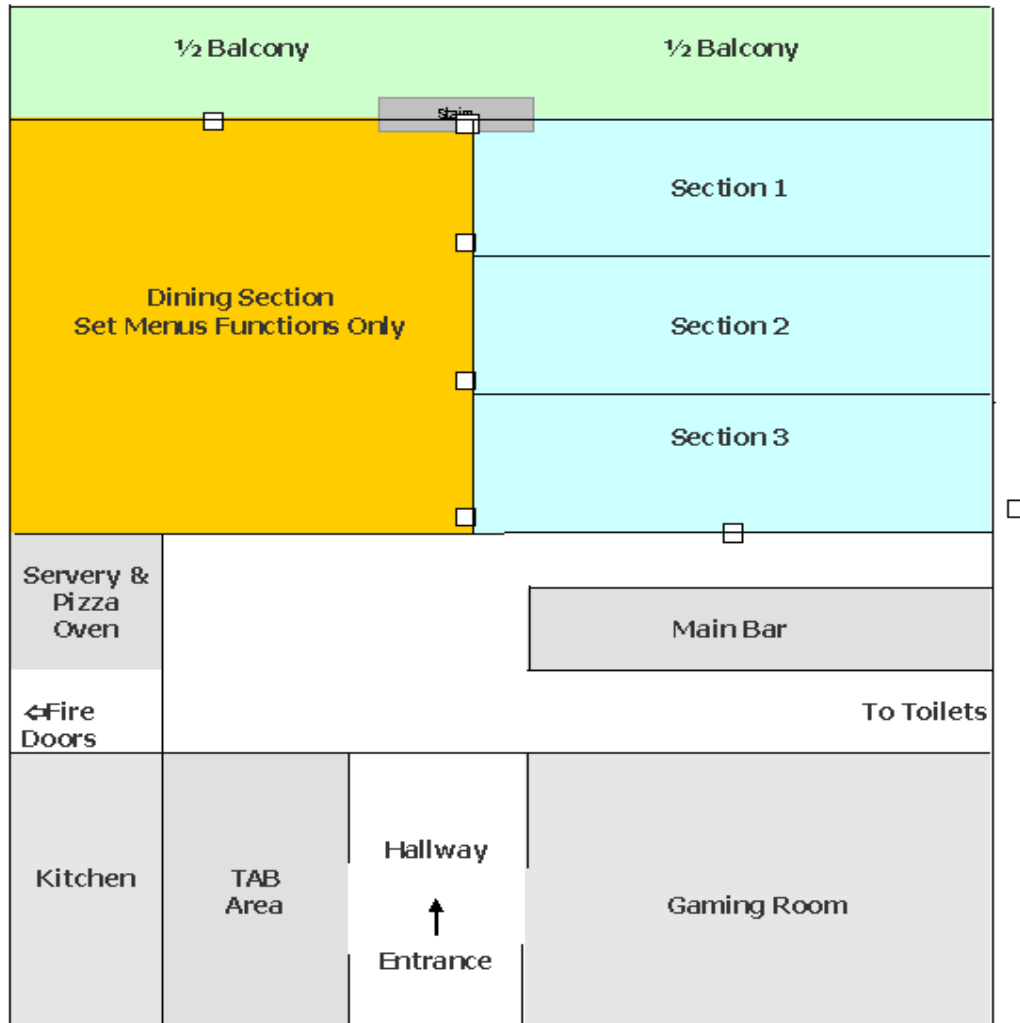 ½ Balcony
½ Balcony
Stairs
Section 1
Dining Section
Set Menus Functions Only
Section 2
Section 3
Servery &
Pizza
Oven
Main Bar
⇦Fire
Doors
To Toilets
Kitchen
TAB
Area
Hallway
Entrance
Gaming Room